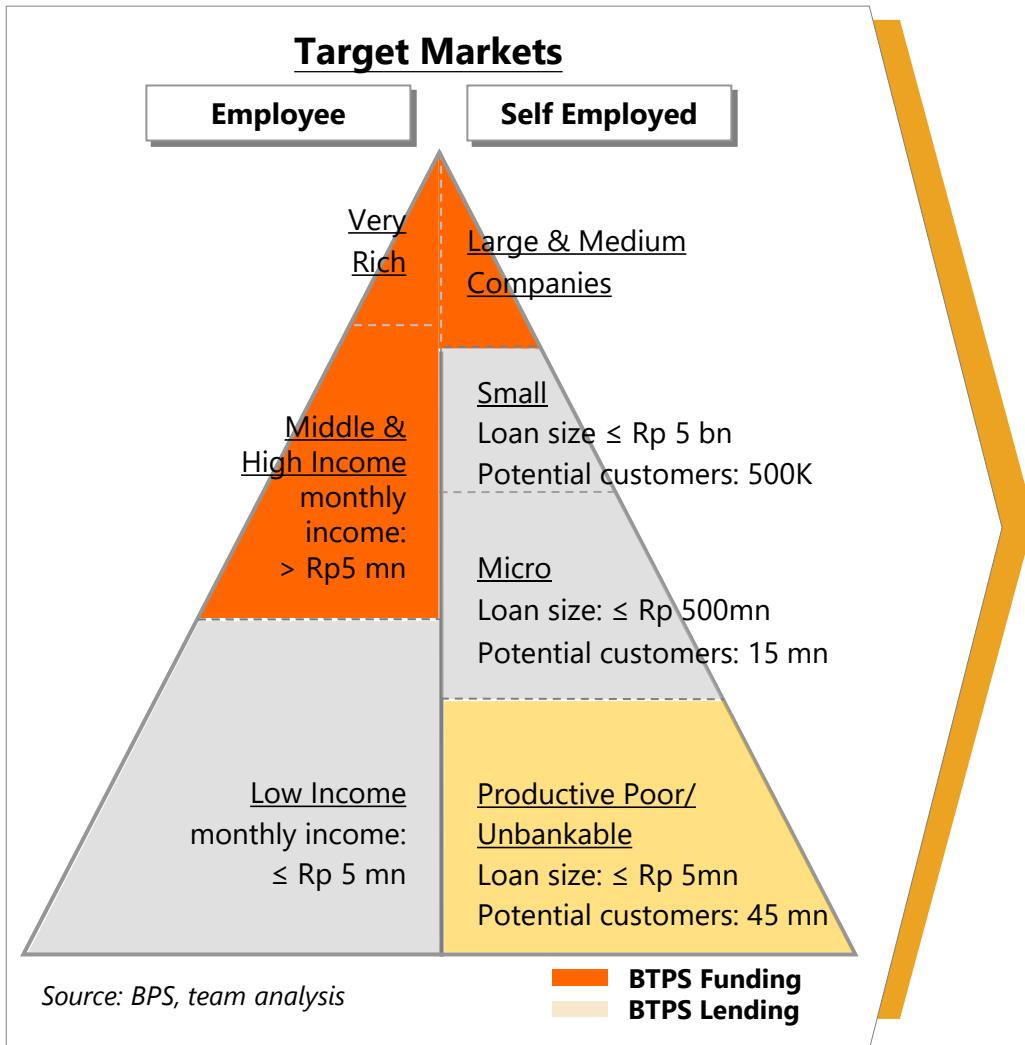 Target Markets
Employee
Self Employed
Very
Rich
Large & Medium
Companies
Middle &
High Income
monthly
income:
> Rp5 mn
Small
Loan size ≤ Rp 5 bn
Potential customers: 500K
Micro
Loan size: ≤ Rp 500mn
Potential customers: 15 mn
Low Income
monthly income:
≤ Rp 5 mn
Productive Poor/
Unbankable
Loan size: ≤ Rp 5mn
Potential customers: 45 mn
Source: BPS, team analysis
BTPS Funding
BTPS Lending